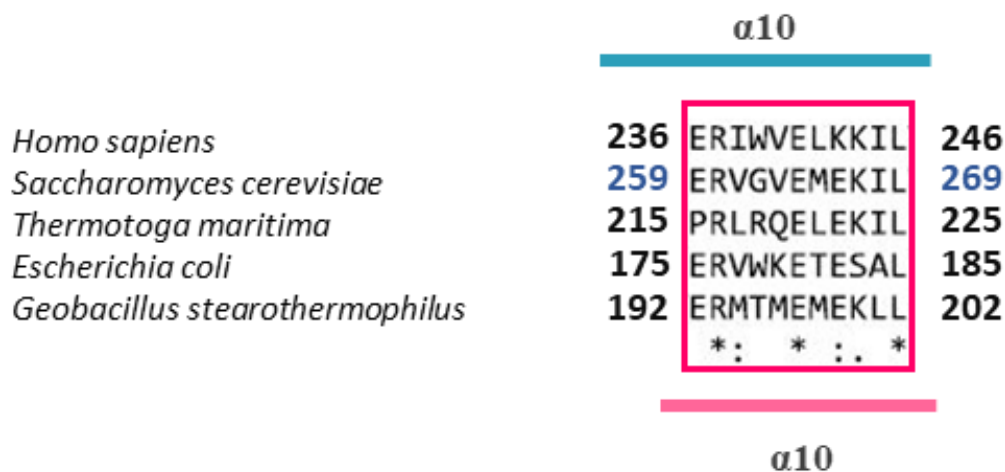 α10
Homo sapiens 236 ERIWVELKKIL 246
Saccharomyces cerevisiae 259 ERVGVEMEKIL 269
Thermotoga maritima 215 PRLRQELEKIL 225
Escherichia coli 175 ERVWKETESAL 185
Geobacillus stearothermophilus 192 ERMTMEMEKLL 202
*: * :. *
α10